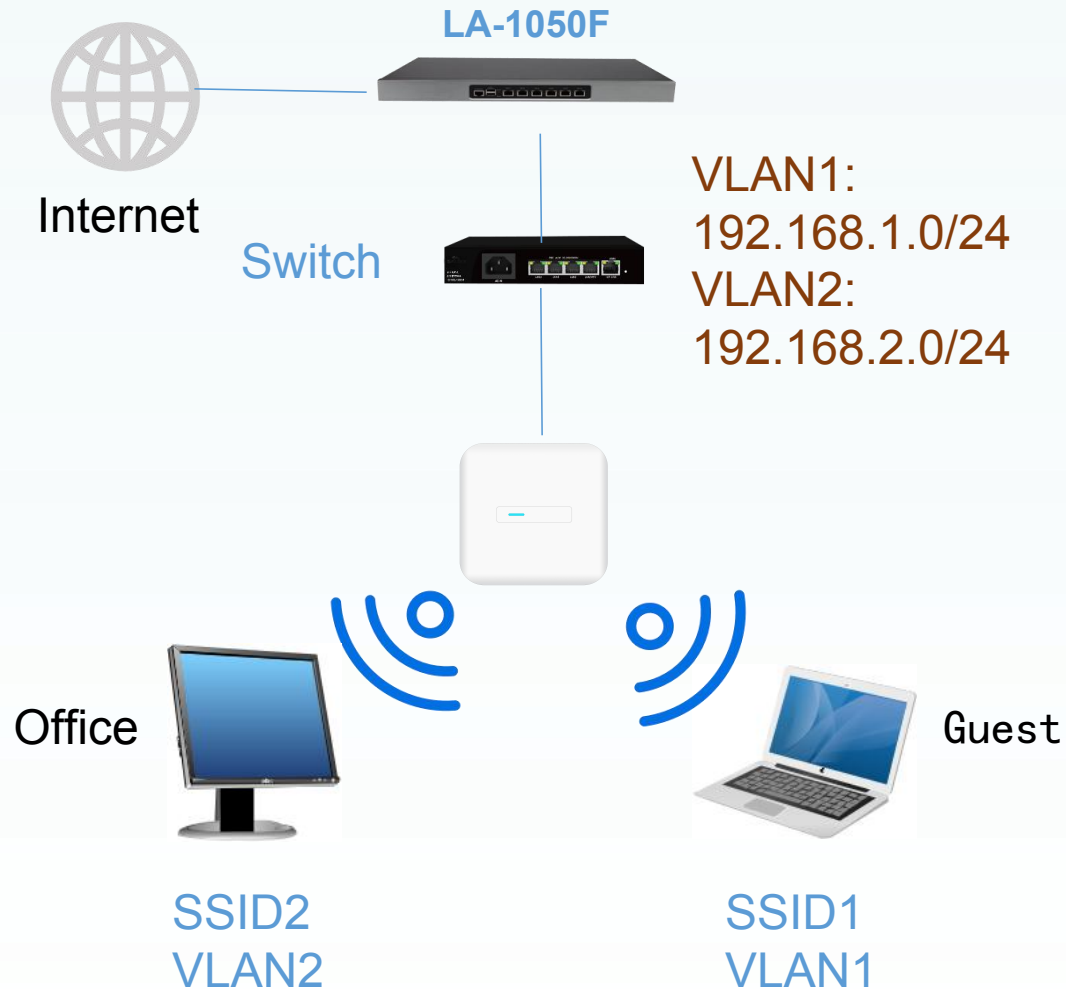 LA-1050F
Internet
Switch
VLAN1:
192.168.1.0/24
VLAN2:
192.168.2.0/24
Office
Guest
SSID2
VLAN2
SSID1
VLAN1